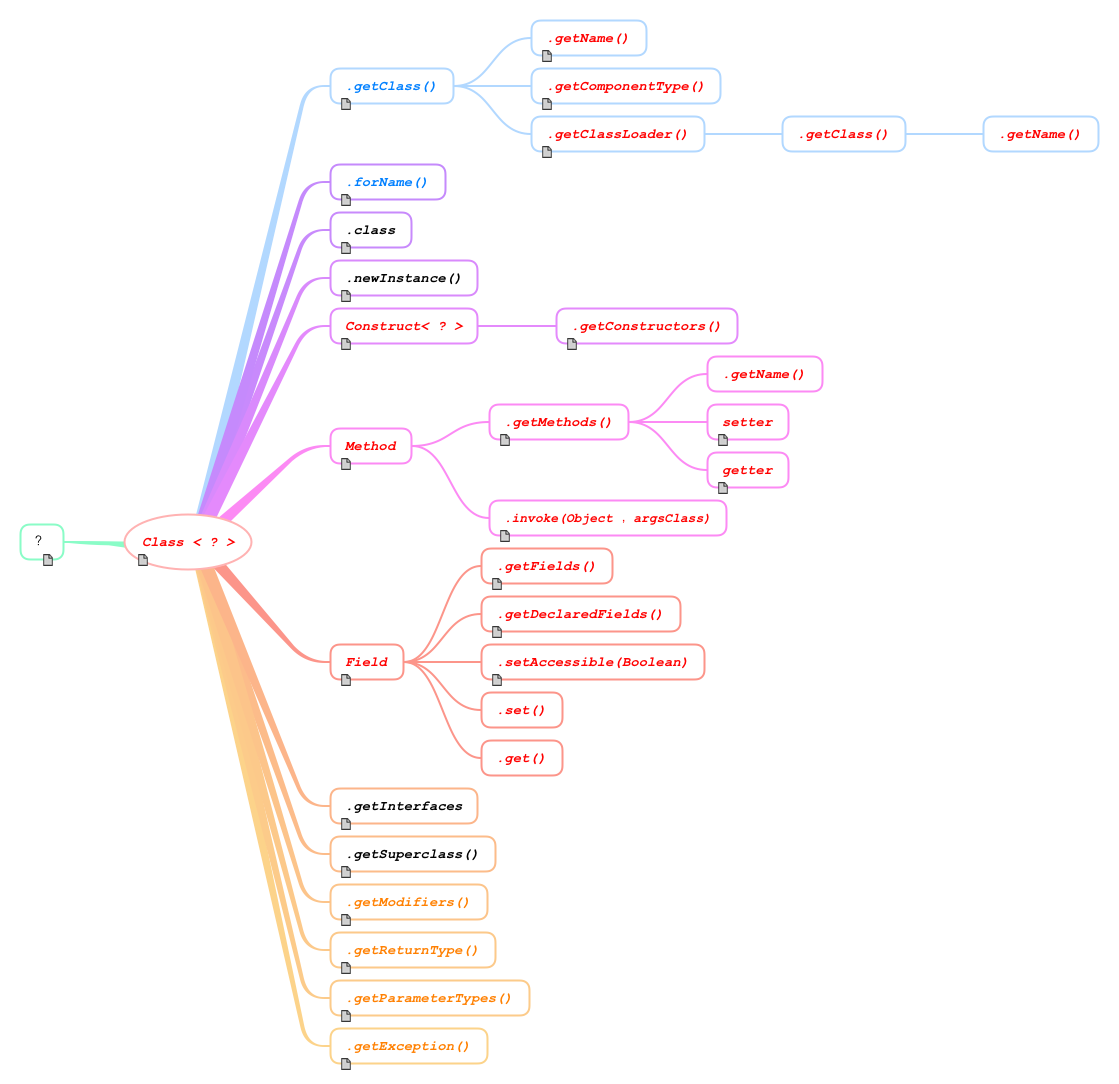 .getName()
.getClass()
.getComponentType()
.getClassLoader()
.getClass()
.getName()
.forName()
.class
.newInstance()
Construct< ? >
.getConstructors()
.getName()
.getMethods()
setter
Method
getter
.invoke(Object , argsClass)
?
Class < ? >
.getFields()
.getDeclaredFields()
Field
.setAccessible(Boolean)
.set()
.get()
.getInterfaces
.getSuperclass()
.getModifiers()
.getReturnType()
.getParameterTypes()
.getException()